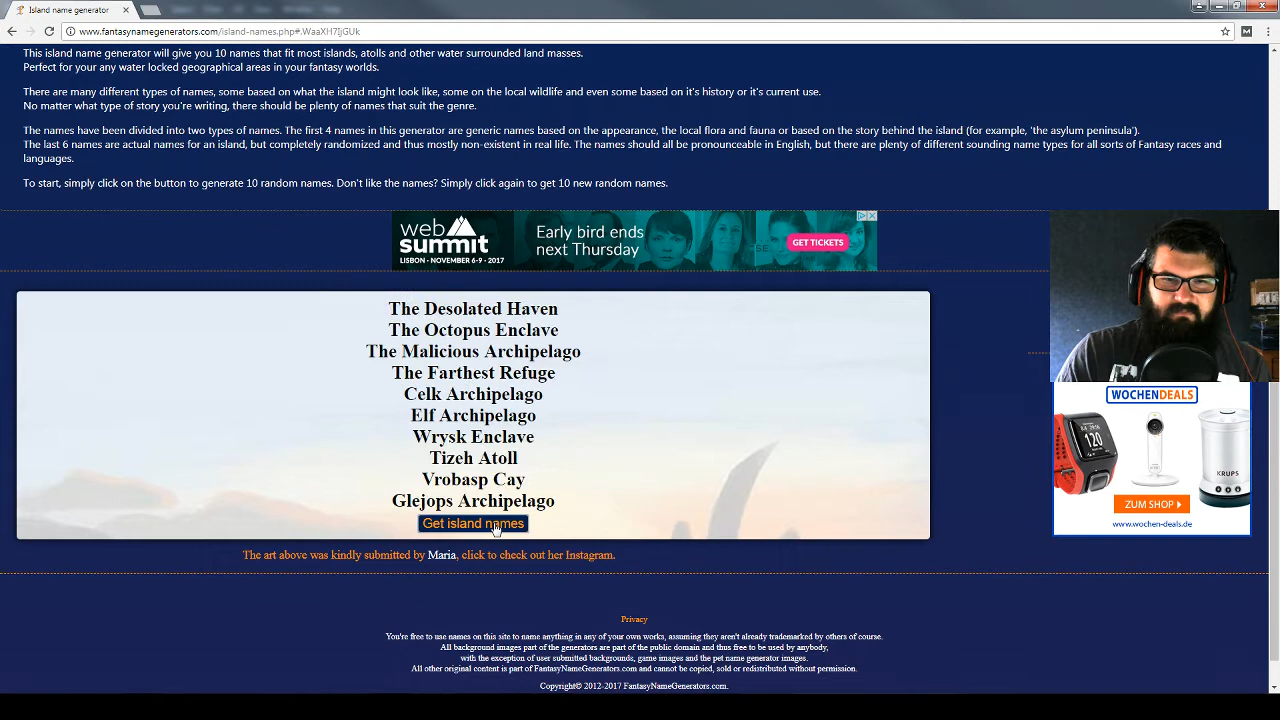 Island name generator
www.fantasynamegenerators.com/island-names.php#.WaaXH7IjGUk
This island name generator will give you 10 names that fit most islands, atolls and other water surrounded land masses.
Perfect for your any water locked geographical areas in your fantasy worlds.
There are many different types of names, some based on what the island might look like, some on the local wildlife and even some based on it's history or it's current use.
No matter what type of story you're writing, there should be plenty of names that suit the genre.
The names have been divided into two types of names. The first 4 names in this generator are generic names based on the appearance, the local flora and fauna or based on the story behind the island (for example, 'the asylum peninsula').
The last 6 names are actual names for an island, but completely randomized and thus mostly non-existent in real life. The names should all be pronounceable in English, but there are plenty of different sounding name types for all sorts of Fantasy races and
languages.
To start, simply click on the button to generate 10 random names. Don't like the names? Simply click again to get 10 new random names.
web
summit
LISBON • NOVEMBER 6-9 • 2017
Early bird ends
next Thursday
GET TICKETS
The Desolated Haven
The Octopus Enclave
The Malicious Archipelago
The Farthest Refuge
Celk Archipelago
Elf Archipelago
Wrysk Enclave
Tizeh Atoll
Vrobasp Cay
Glejops Archipelago
Get island names
The art above was kindly submitted by Maria, click to check out her Instagram.
WOCHENDEALS
120
KRUPS
ZUM SHOP
www.wochen-deals.de
Privacy
You're free to use names on this site to name anything in any of your own works, assuming they aren't already trademarked by others of course.
All background images part of the generators are part of the public domain and thus free to be used by anybody,
with the exception of user submitted backgrounds, game images and the pet name generator images.
All other original content is part of FantasyNameGenerators.com and cannot be copied, sold or redistributed without permission.
Copyright© 2012-2017 FantasyNameGenerators.com.